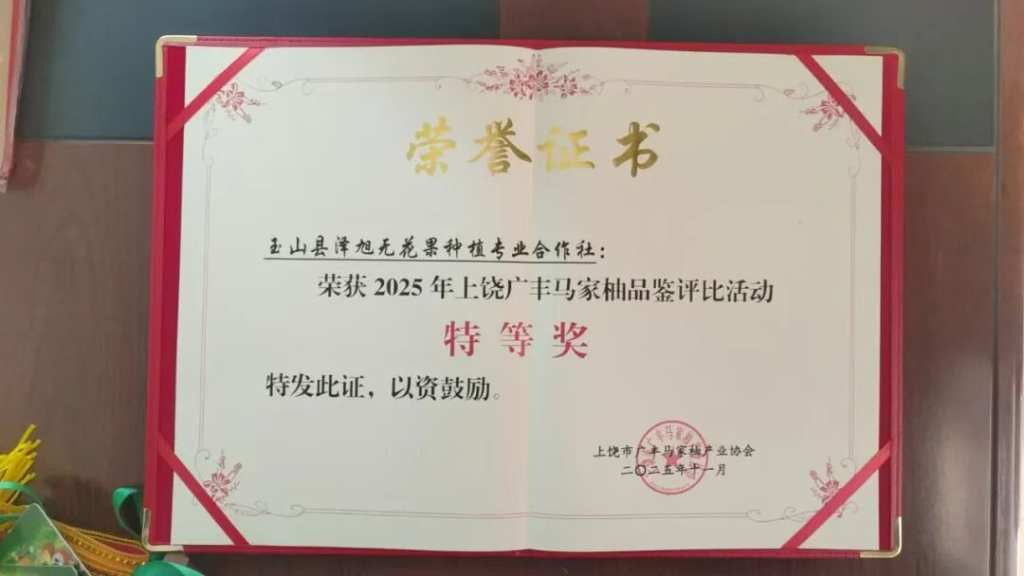 荣誉证书
玉山县泽旭无花果种植专业合作社：
荣获2025年上饶广丰马家柚品鉴评比活动
特等奖
特发此证，以资鼓励。
上饶市广丰马家柚产业协会
二〇二五年十一月